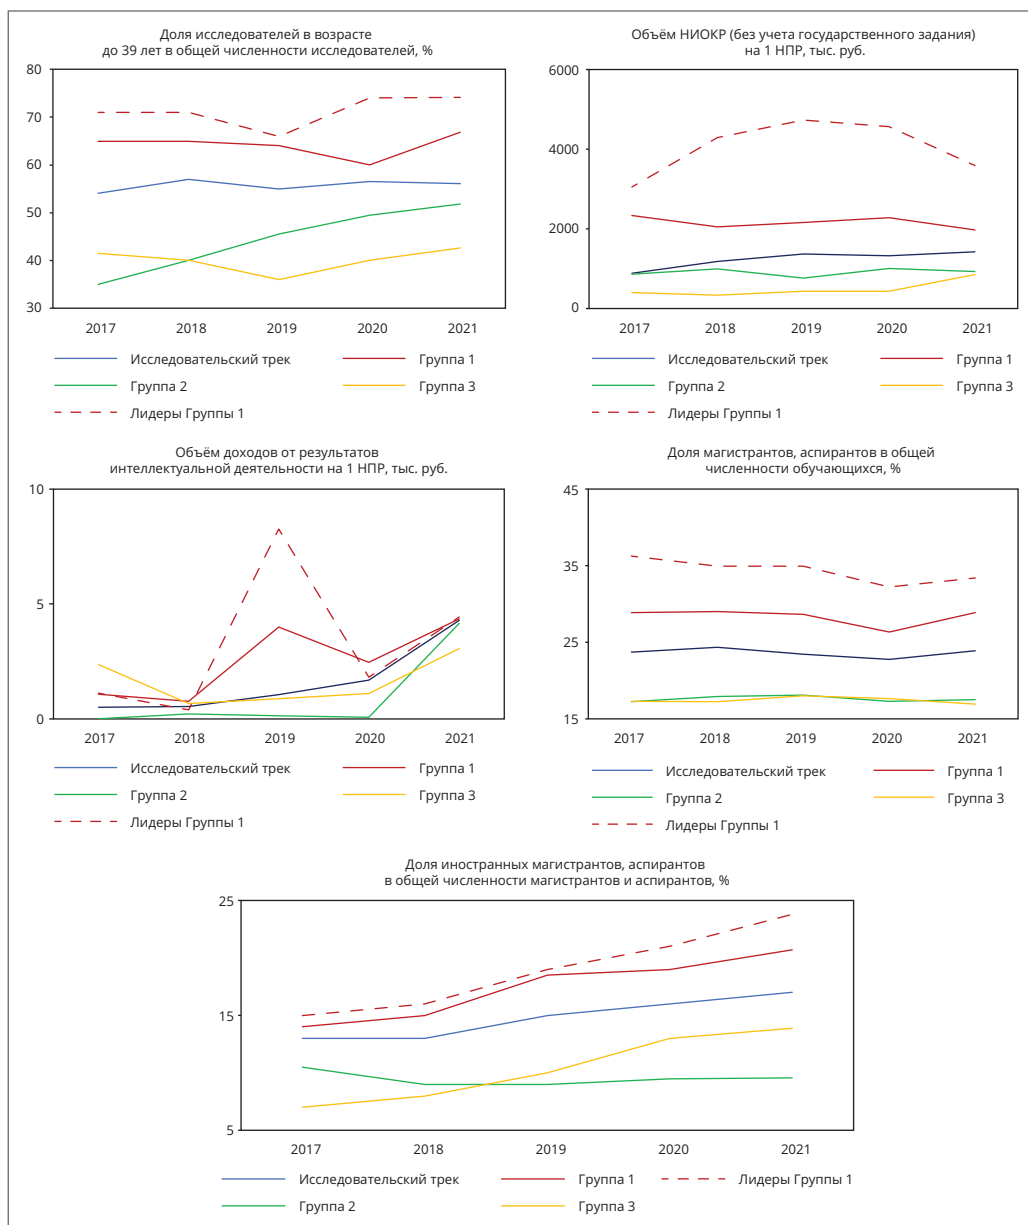 Доля исследователей в возрасте
до 39 лет в общей численности исследователей, %
80
70
60
50
40
30
2017 2018 2019 2020 2021
Исследовательский трек Группа 1
Группа 2 Группа 3
Лидеры Группы 1
Объём НИОКР (без учета государственного задания)
на 1 НПР, тыс. руб.
6000
4000
2000
0
2017 2018 2019 2020 2021
Исследовательский трек Группа 1
Группа 2 Группа 3
Лидеры Группы 1
Объём доходов от результатов
интеллектуальной деятельности на 1 НПР, тыс. руб.
10
5
0
2017 2018 2019 2020 2021
Исследовательский трек Группа 1
Группа 2 Группа 3
Лидеры Группы 1
Доля магистрантов, аспирантов в общей
численности обучающихся, %
45
35
25
15
2017 2018 2019 2020 2021
Исследовательский трек Группа 1
Группа 2 Группа 3
Лидеры Группы 1
Доля иностранных магистрантов, аспирантов
в общей численности магистрантов и аспирантов, %
25
15
5
2017 2018 2019 2020 2021
Исследовательский трек Группа 1 Лидеры Группы 1
Группа 2 Группа 3